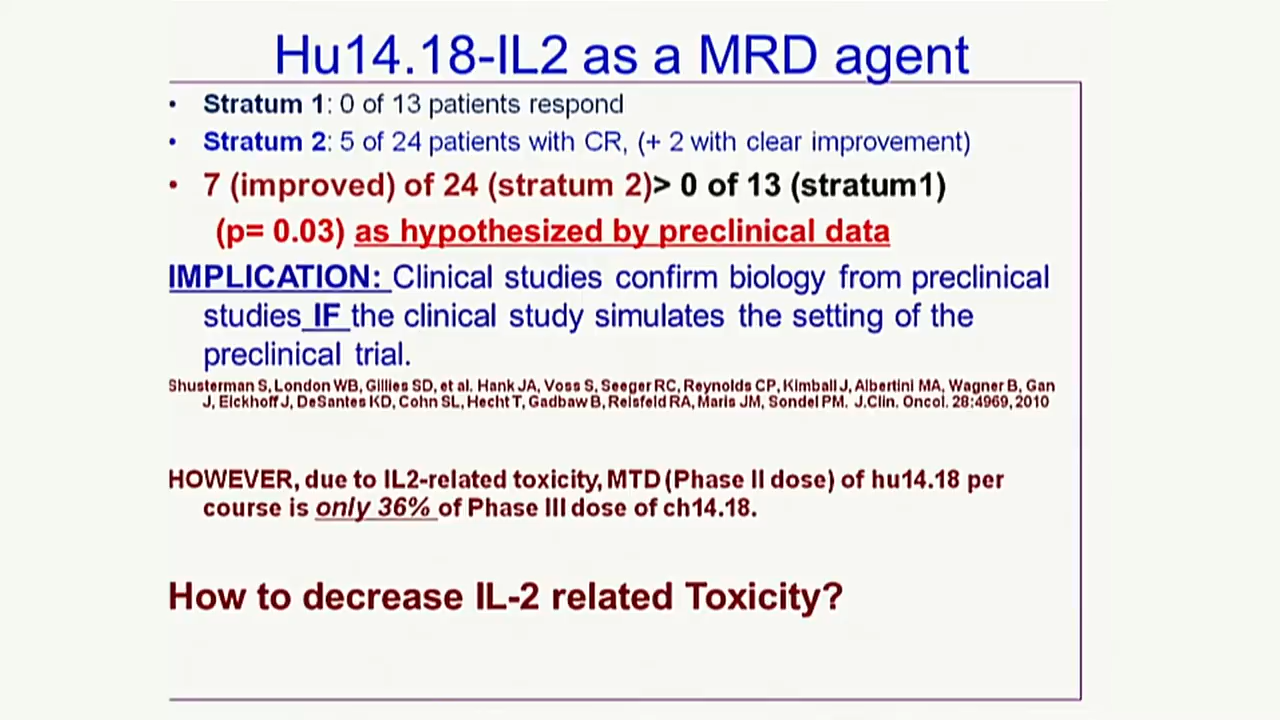 Hu14.18-IL2 as a MRD agent
• Stratum 1: 0 of 13 patients respond
• Stratum 2: 5 of 24 patients with CR, (+ 2 with clear improvement)
• 7 (improved) of 24 (stratum 2)> 0 of 13 (stratum1)
(p= 0.03) as hypothesized by preclinical data
IMPLICATION: Clinical studies confirm biology from preclinical
studies IF the clinical study simulates the setting of the
preclinical trial.
Shusterman S, London WB, Gillies SD, et al. Hank JA, Voss S, Seeger RC, Reynolds CP, Kimball J, Albertini MA, Wagner B, Gan
J, Eickhoff J, DeSantes KD, Cohn SL, Hecht T, Gadbaw B, Reisfeld RA, Maris JM, Sondel PM. J.Clin. Oncol. 28:4969, 2010
HOWEVER, due to IL2-related toxicity, MTD (Phase II dose) of hu14.18 per
course is only 36% of Phase III dose of ch14.18.
How to decrease IL-2 related Toxicity?